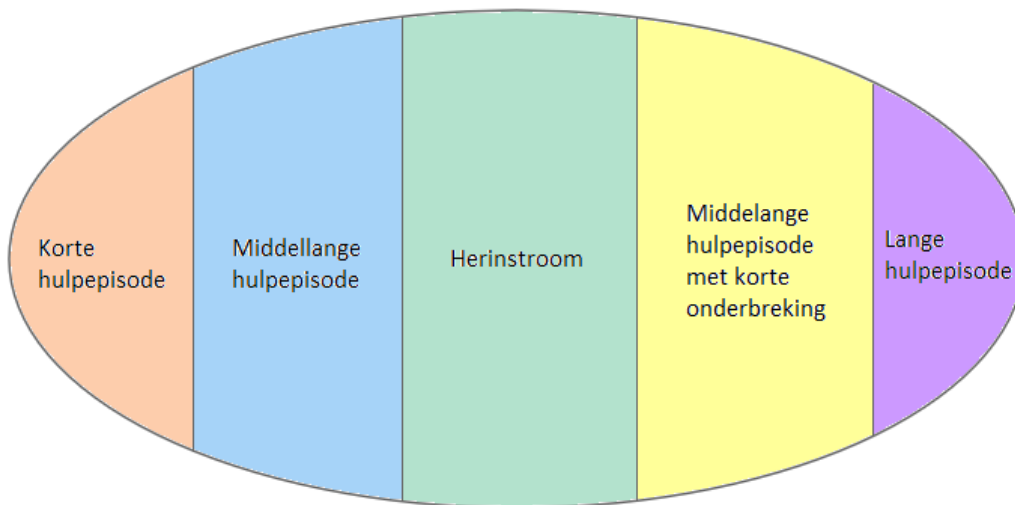 Korte
hulpepisode
Middellange
hulpepisode
Herinstroom
Middelange
hulpepisode
met korte
onderbreking
Lange
hulpepisode